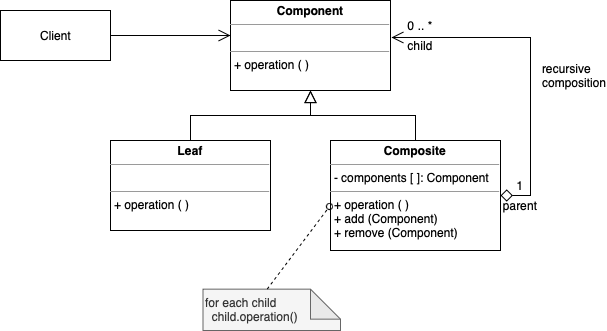 Component
Client
+ operation ( )
0 .. *
child
recursive
composition
Leaf
+ operation ( )
Composite
- components [ ]: Component
+ operation ( )
+ add (Component)
+ remove (Component)
1
parent
for each child
child.operation()